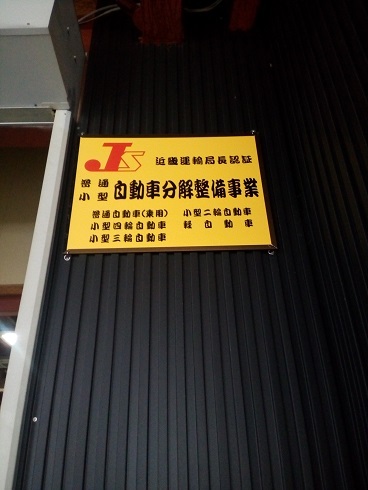 JS 近畿運輸局長認証
普通
小型 自動車分解整備事業
普通自動車(乗用) 小型二輪自動車
小型四輪自動車 軽自動車
小型三輪自動車